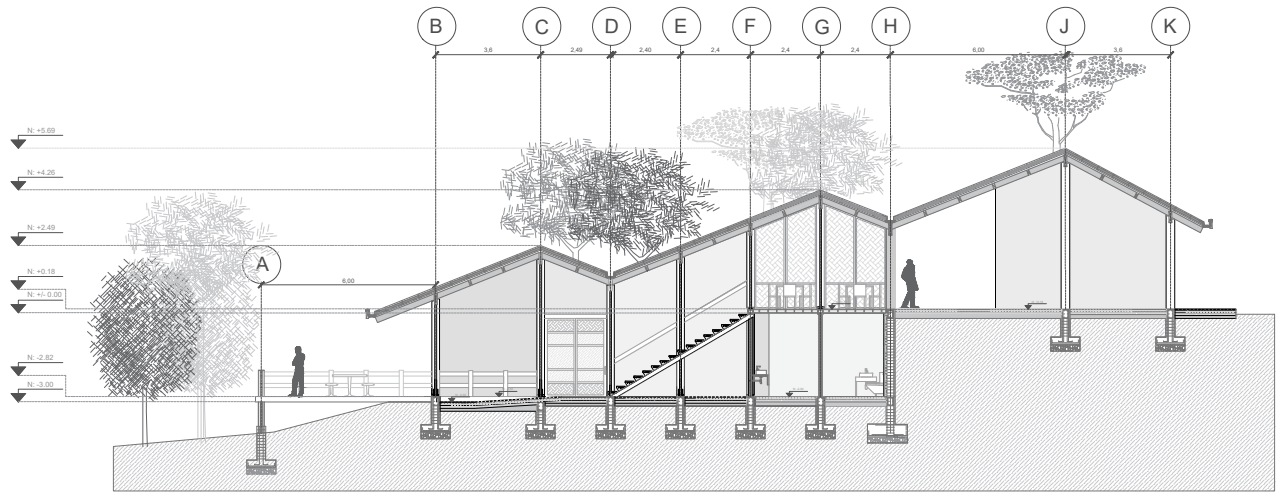 B C D E F G H J K
3,6 2,49 2,40 2,4 2,4 2,4 6,00 3,6
N: +5.69
N: +4.26
N: +2.49
A
N: +0.18
6,00
N: +/- 0.00
N: -2.82
N: -3.00